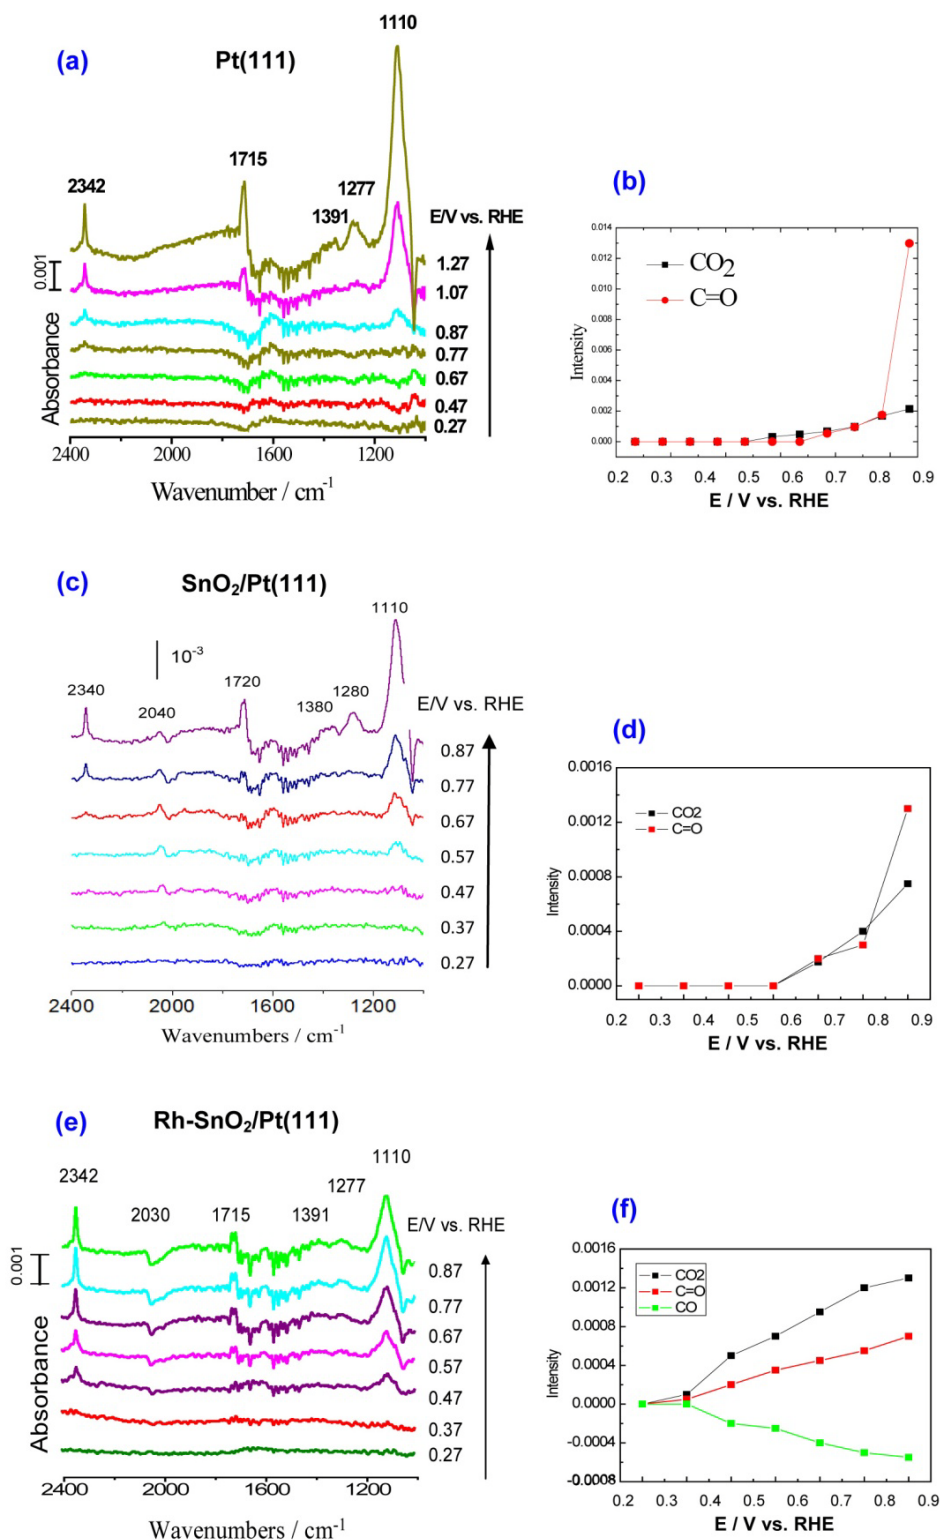 (a)
Pt(111)
1110
1715
2342
1277
1391
E/V vs. RHE
0.001
1.27
1.07
0.87
0.77
0.67
0.47
0.27
Absorbance
2400 2000 1600 1200
Wavenumber / cm-1
(b)
0.014
0.012
0.010
0.008
0.006
0.004
0.002
0.000
Intensity
CO2
C=O
0.2 0.3 0.4 0.5 0.6 0.7 0.8 0.9
E / V vs. RHE
(c)
SnO2/Pt(111)
1110
10-3
2340
2040
1720
1380
1280
E/V vs. RHE
0.87
0.77
0.67
0.57
0.47
0.37
0.27
2400 2000 1600 1200
Wavenumbers / cm-1
(d)
0.0016
0.0012
0.0008
0.0004
0.0000
Intensity
CO2
C=O
0.2 0.3 0.4 0.5 0.6 0.7 0.8 0.9
E / V vs. RHE
(e)
Rh-SnO2/Pt(111)
1110
2342
1277
2030
1715
1391
E/V vs. RHE
0.001
0.87
0.77
0.67
0.57
0.47
0.37
0.27
Absorbance
2400 2000 1600 1200
Wavenumbers / cm-1
(f)
0.0016
0.0012
0.0008
0.0004
0.0000
-0.0004
-0.0008
Intensity
CO2
C=O
CO
0.2 0.3 0.4 0.5 0.6 0.7 0.8 0.9
E / V vs. RHE